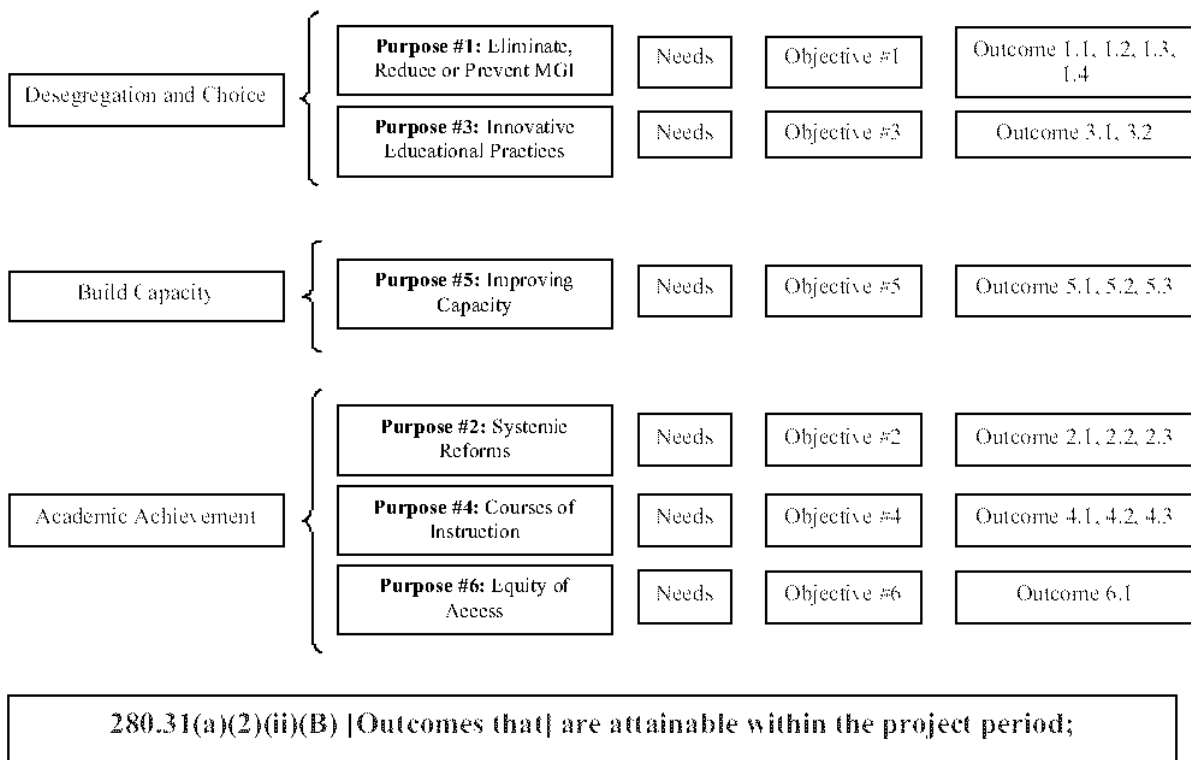 Desegregation and Choice
Purpose #1: Eliminate,
Reduce or Prevent MGI
Needs
Objective #1
Outcome 1.1, 1.2, 1.3,
1.4
Purpose #3: Innovative
Educational Practices
Needs
Objective #3
Outcome 3.1, 3.2
Build Capacity
Purpose #5: Improving
Capacity
Needs
Objective #5
Outcome 5.1, 5.2, 5.3
Academic Achievement
Purpose #2: Systemic
Reforms
Needs
Objective #2
Outcome 2.1, 2.2, 2.3
Purpose #4: Courses of
Instruction
Needs
Objective #4
Outcome 4.1, 4.2, 4.3
Purpose #6: Equity of
Access
Needs
Objective #6
Outcome 6.1
280.31(a)(2)(ii)(B) [Outcomes that] are attainable within the project period;